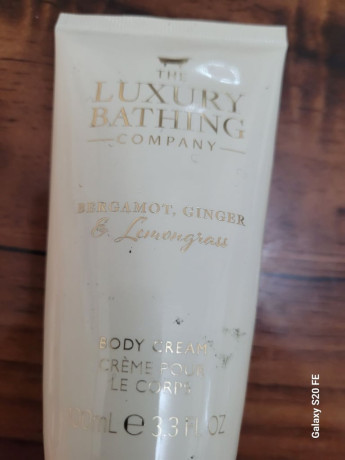 THE
LUXURY
BATHING
COMPANY
BERGAMOT, GINGER
& Lemongrass
BODY CREAM
CRÈME POUR
LE CORPS
100mL e 3.3 fl OZ
Galaxy S20 FE